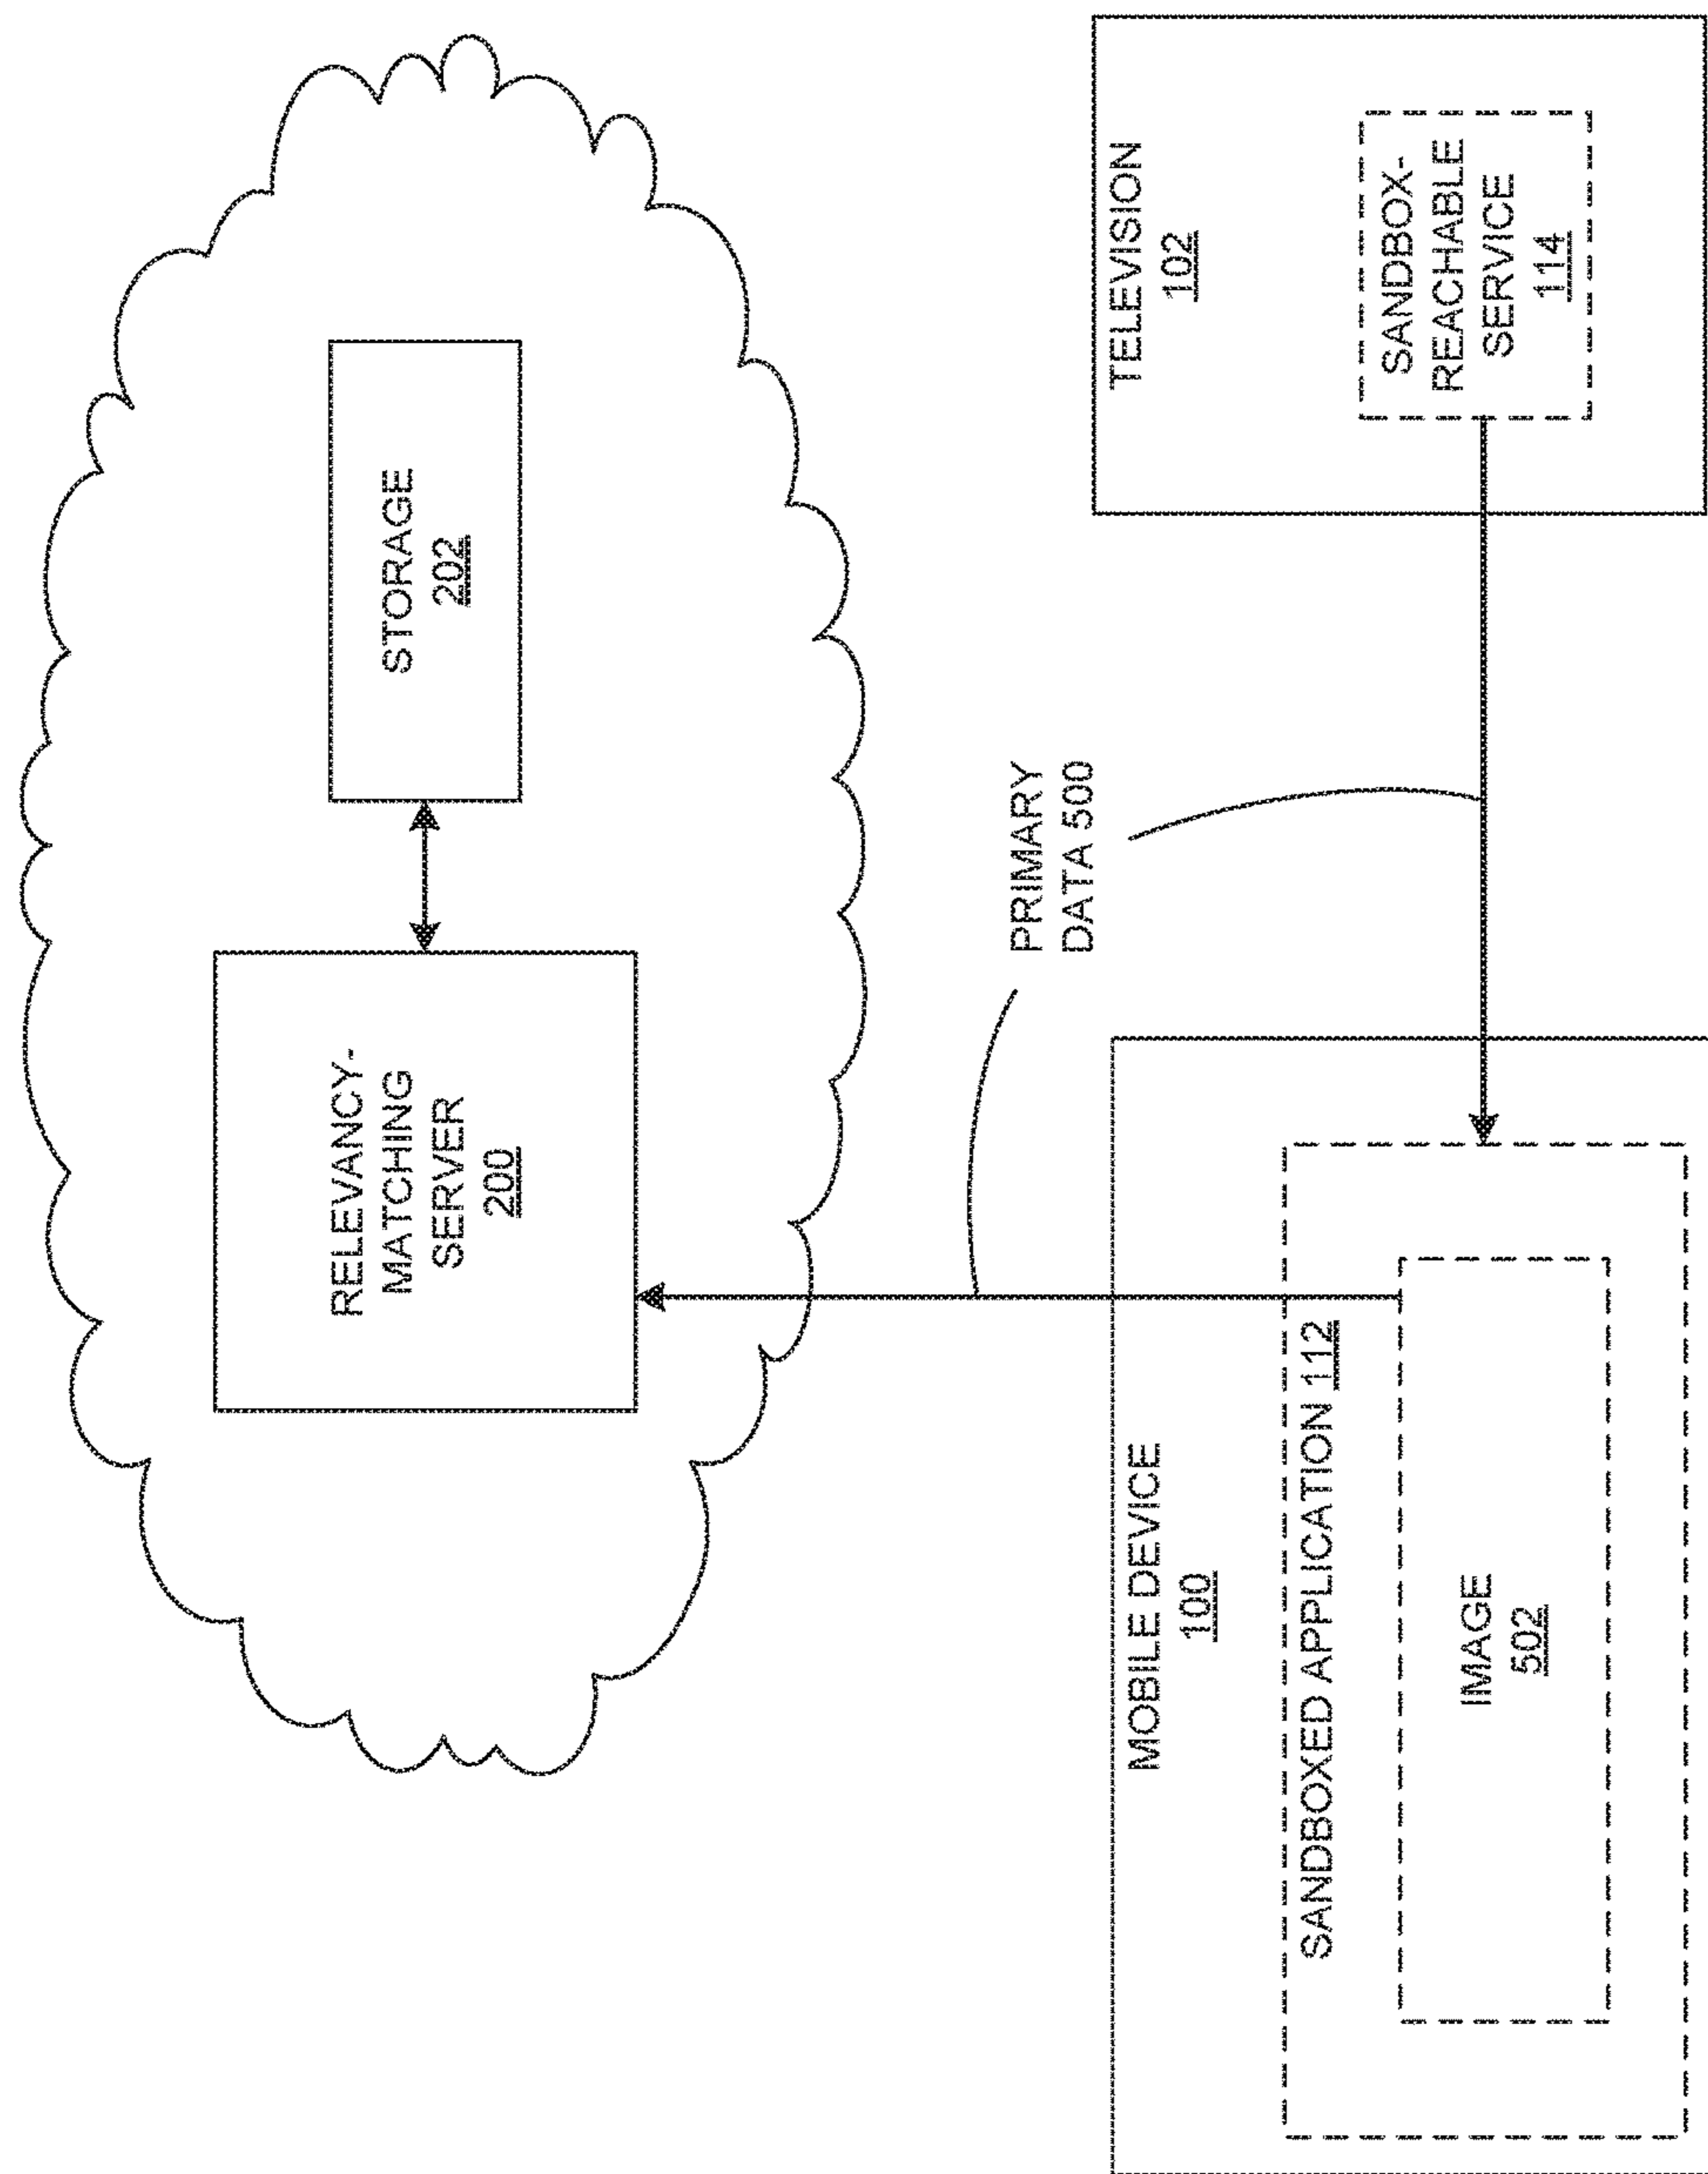 RELEVANCY-
MATCHING
SERVER
200
STORAGE
202
PRIMARY
DATA 500
MOBILE DEVICE
100
SANDBOXED APPLICATION 112
IMAGE
502
TELEVISION
102
SANDBOX-
REACHABLE
SERVICE
114